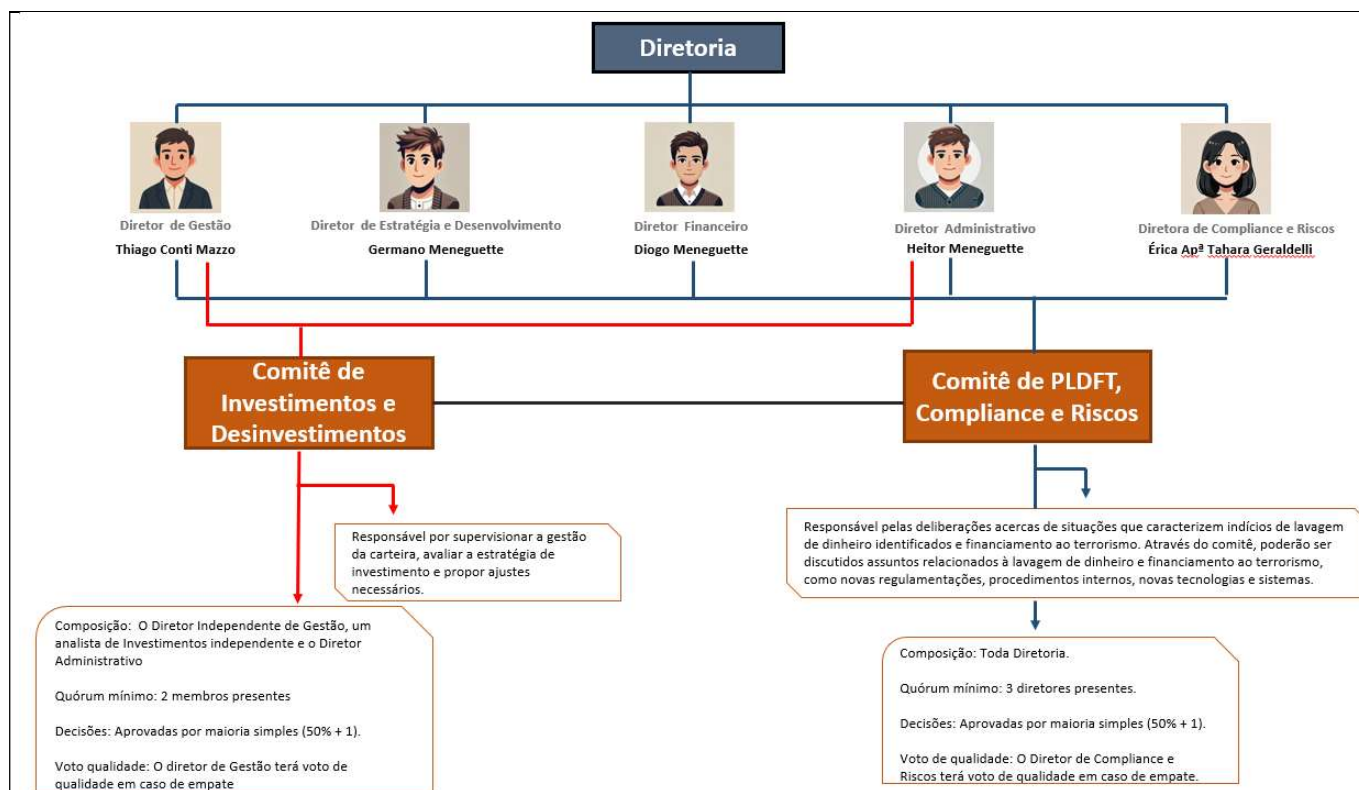 Diretoria
Diretor de Gestão
Thiago Conti Mazzo
Diretor de Estratégia e Desenvolvimento
Germano Meneguette
Diretor Financeiro
Diogo Meneguette
Diretor Administrativo
Heitor Meneguette
Diretora de Compliance e Riscos
Érica Apª Tahara Geraldelli
Comitê de
Investimentos e
Desinvestimentos
Comitê de PLDFT,
Compliance e Riscos
Responsável por supervisionar a gestão
da carteira, avaliar a estratégia de
investimento e propor ajustes
necessários.
Responsável pelas deliberações acercas de situações que caracterizem indícios de lavagem
de dinheiro identificados e financiamento ao terrorismo. Através do comitê, poderão ser
discutidos assuntos relacionados à lavagem de dinheiro e financiamento ao terrorismo,
como novas regulamentações, procedimentos internos, novas tecnologias e sistemas.
Composição: O Diretor Independente de Gestão, um
analista de Investimentos independente e o Diretor
Administrativo
Quórum mínimo: 2 membros presentes
Decisões: Aprovadas por maioria simples (50% + 1).
Voto qualidade: O diretor de Gestão terá voto de
qualidade em caso de empate
Composição: Toda Diretoria.
Quórum mínimo: 3 diretores presentes.
Decisões: Aprovadas por maioria simples (50% + 1).
Voto de qualidade: O Diretor de Compliance e
Riscos terá voto de qualidade em caso de empate.